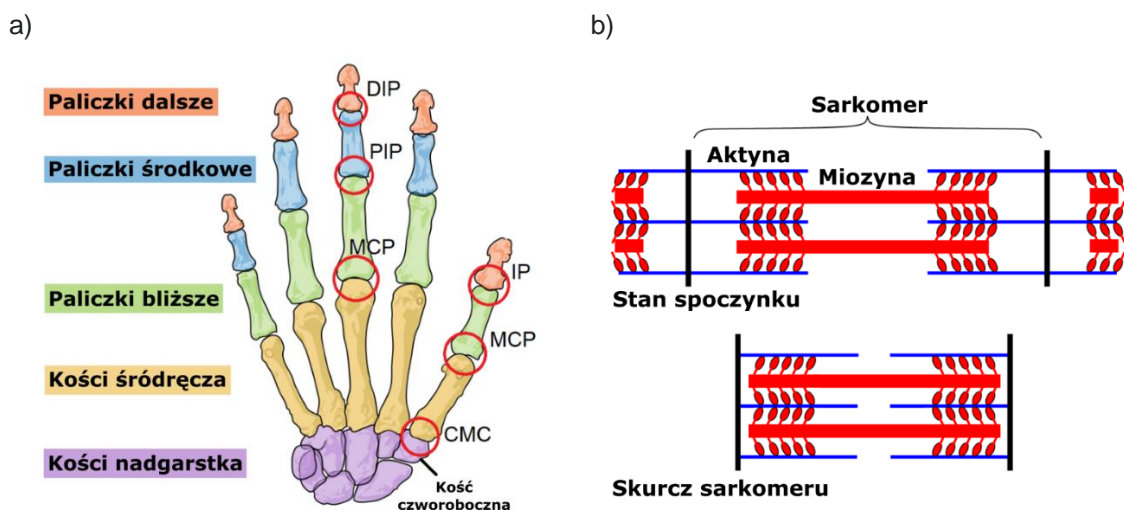 a)
Paliczki dalsze
Paliczki środkowe
Paliczki bliższe
Kości śródręcza
Kości nadgarstka
DIP
PIP
MCP
IP
MCP
CMC
Kość
czworoboczna
b)
Sarkomer
Aktyna
Miozyna
Stan spoczynku
Skurcz sarkomeru